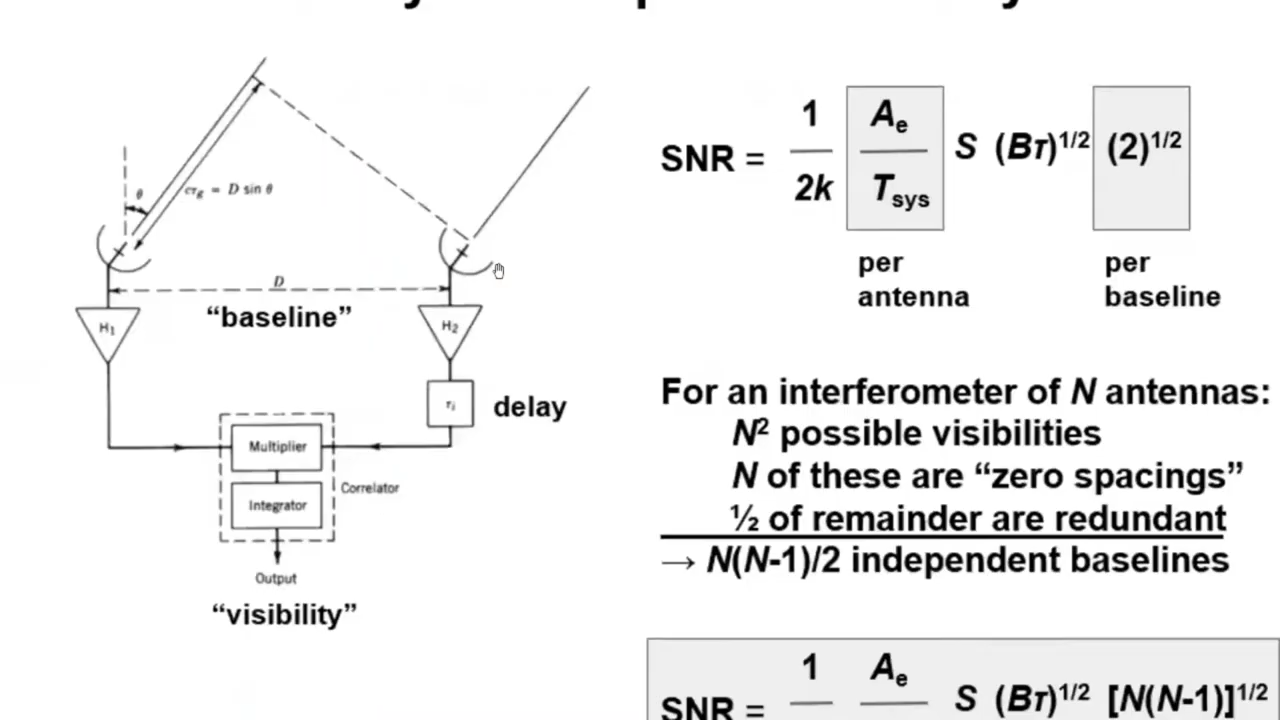 θ
cτg = D sin θ
D
"baseline"
H1
H2
τi
delay
Multiplier
Integrator
Correlator
Output
"visibility"
SNR = 1 / 2k Ae / Tsys S (Bτ)1/2 (2)1/2
per antenna
per baseline
For an interferometer of N antennas:
N² possible visibilities
N of these are "zero spacings"
½ of remainder are redundant
→ N(N-1)/2 independent baselines
SNR = 1 Ae S (Bτ)1/2 [N(N-1)]1/2